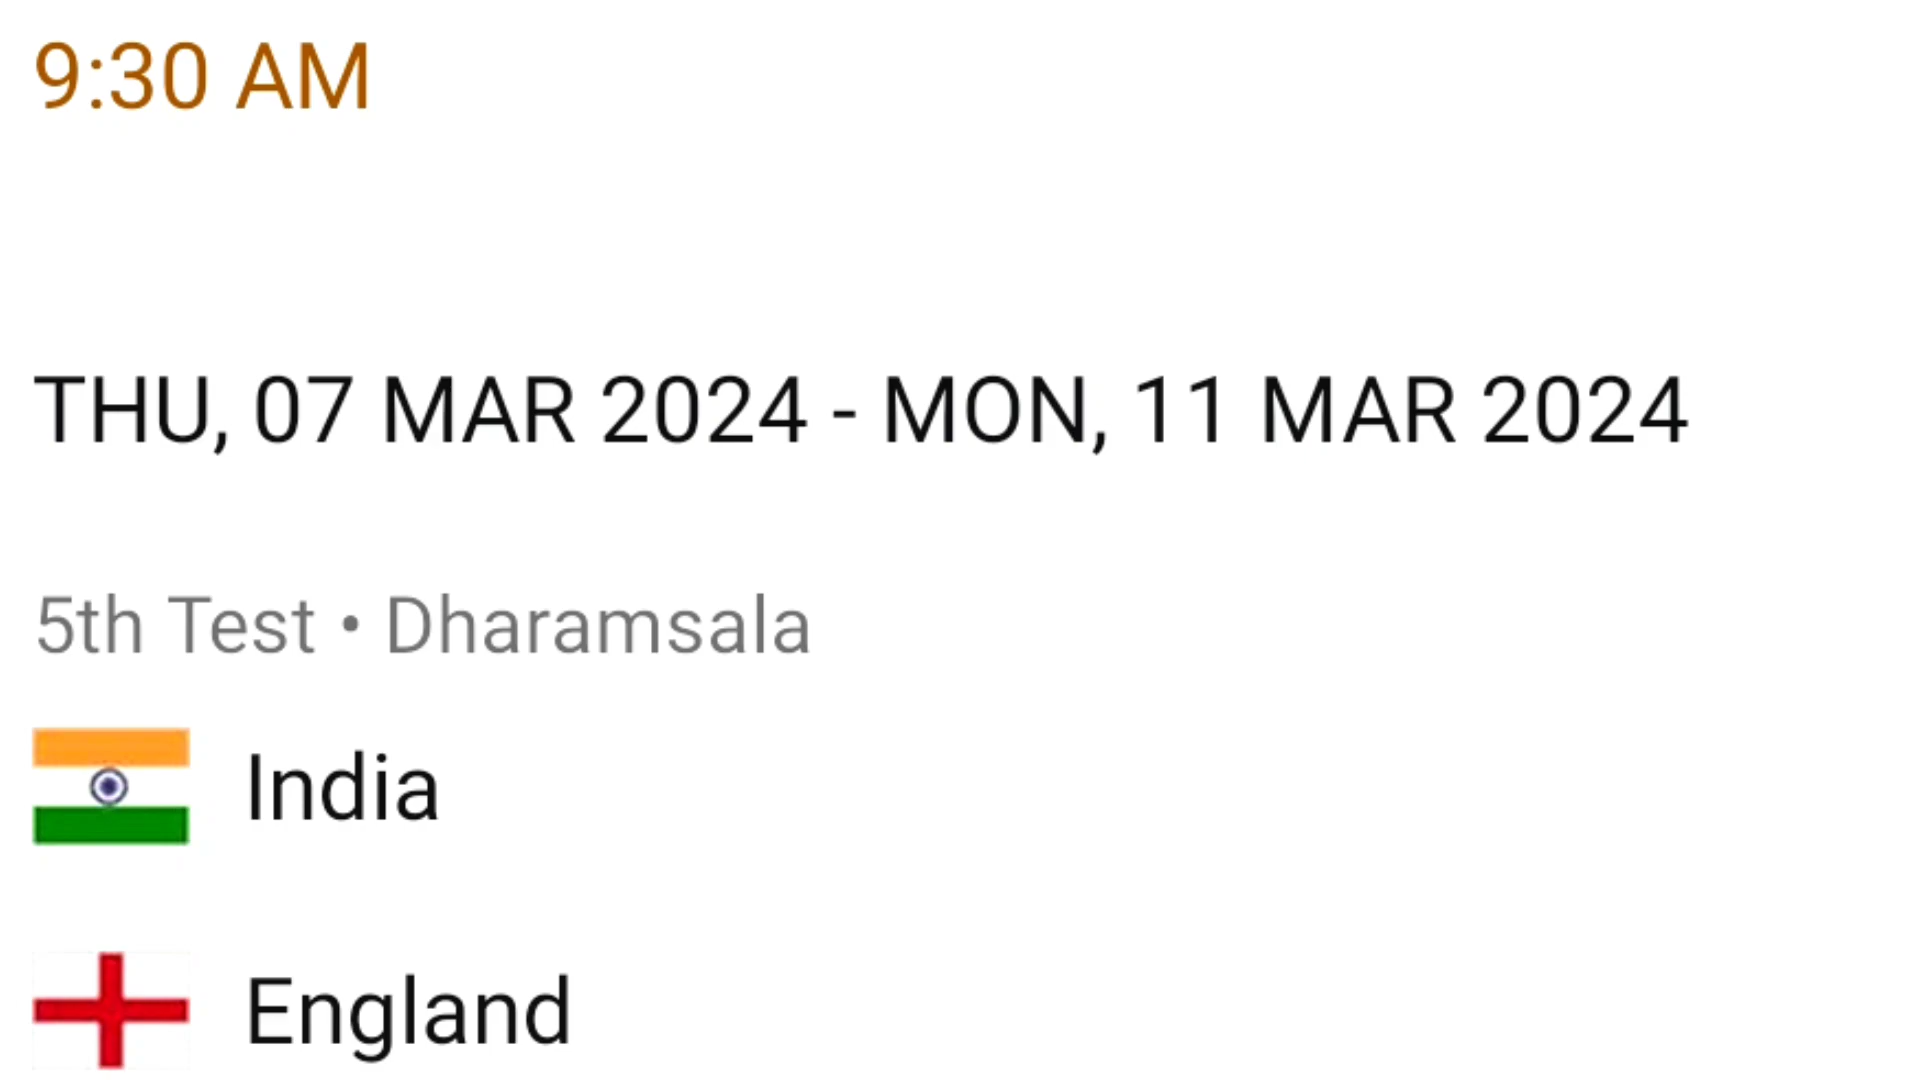 9:30 AM
THU, 07 MAR 2024 - MON, 11 MAR 2024
5th Test • Dharamsala
India
England